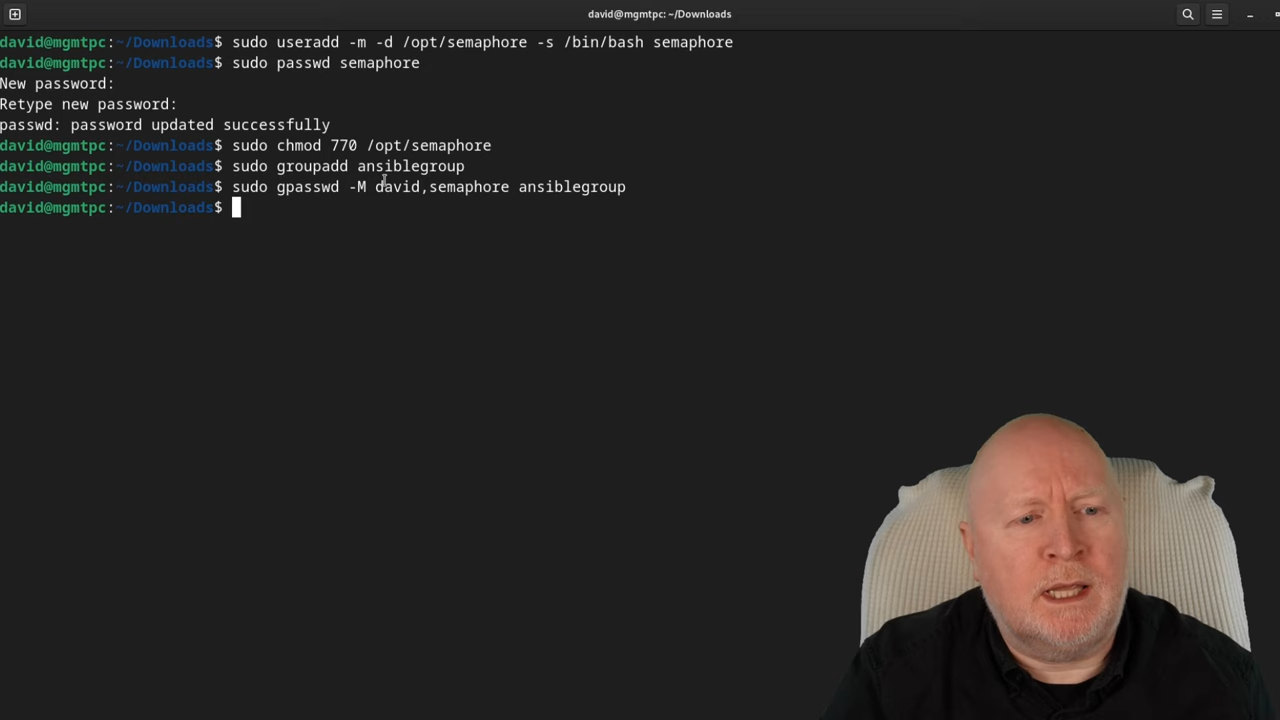 david@mgmtpc: ~/Downloads
david@mgmtpc:~/Downloads$ sudo useradd -m -d /opt/semaphore -s /bin/bash semaphore
david@mgmtpc:~/Downloads$ sudo passwd semaphore
New password:
Retype new password:
passwd: password updated successfully
david@mgmtpc:~/Downloads$ sudo chmod 770 /opt/semaphore
david@mgmtpc:~/Downloads$ sudo groupadd ansiblegroup
david@mgmtpc:~/Downloads$ sudo gpasswd -M david,semaphore ansiblegroup
david@mgmtpc:~/Downloads$